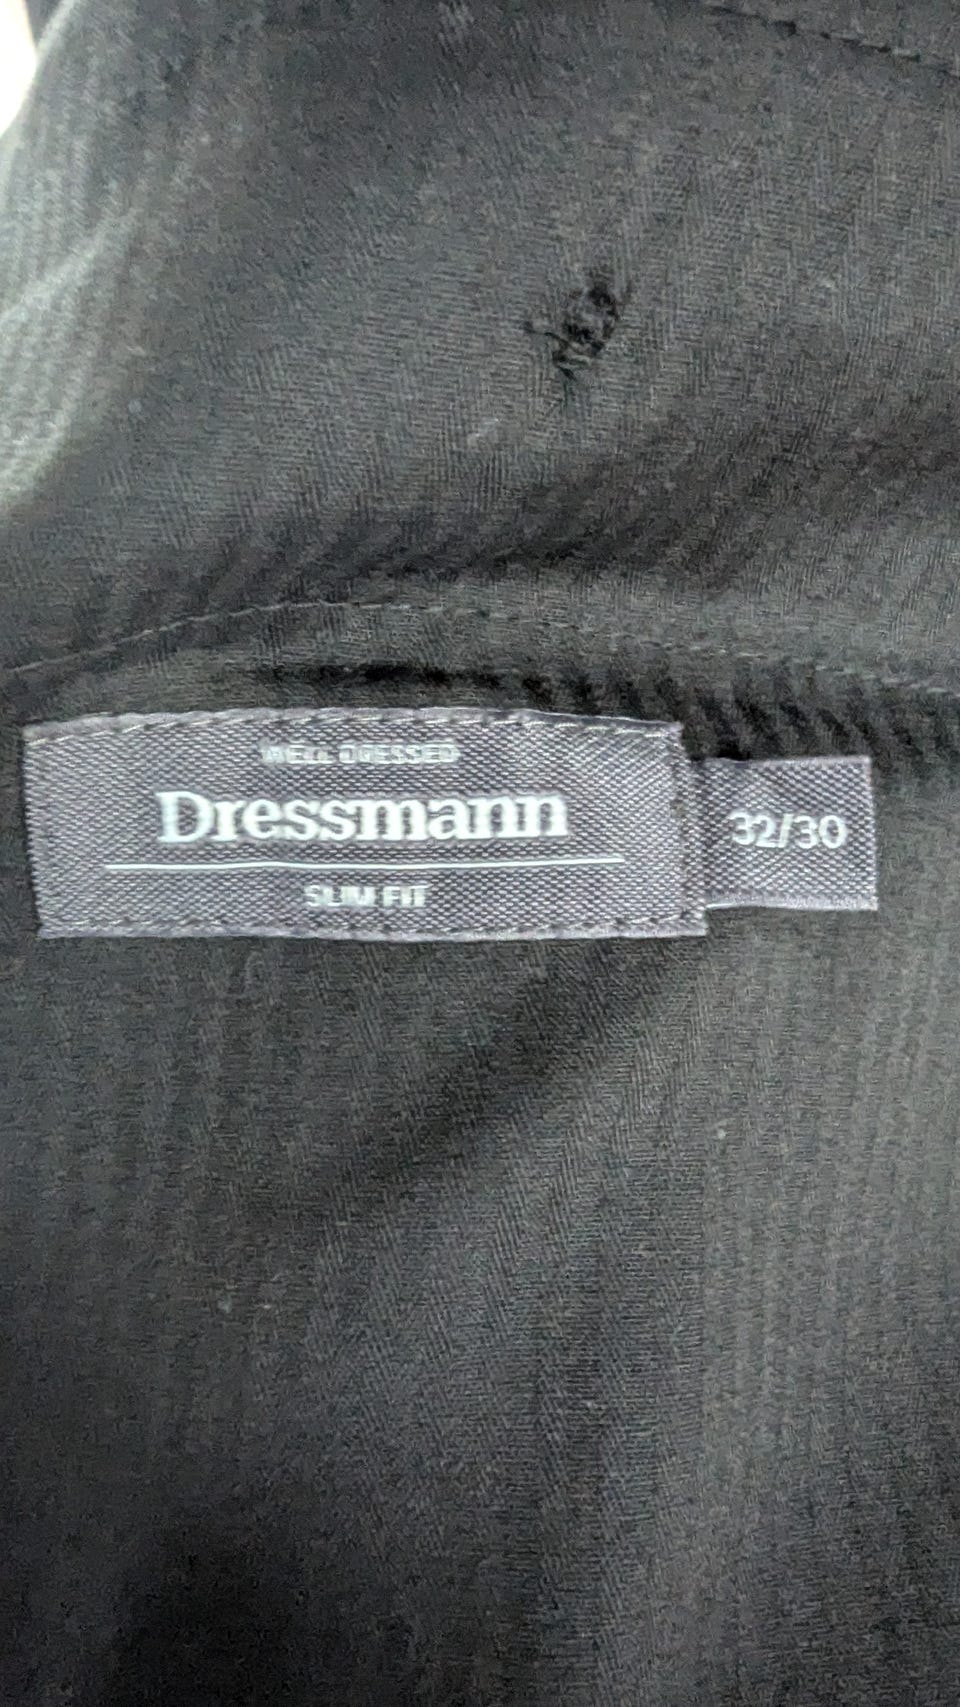 WELL DRESSED
Dressmann
SLIM FIT
32/30